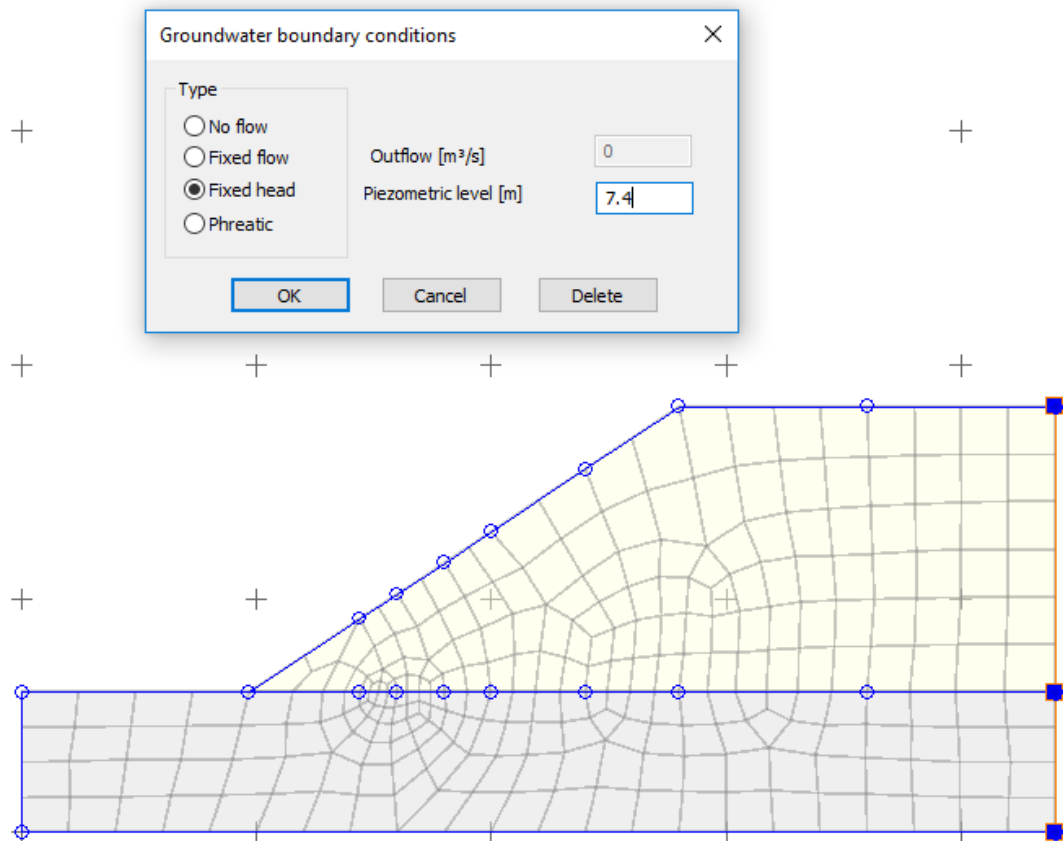 Groundwater boundary conditions
Type
No flow
Fixed flow
Fixed head
Phreatic
Outflow [m³/s]
0
Piezometric level [m]
7.4
OK
Cancel
Delete